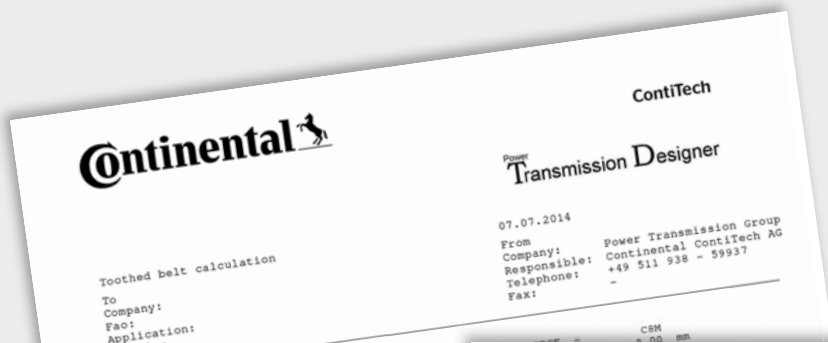 ContiTech
Continental
Power
Transmission Designer
07.07.2014
Toothed belt calculation
From
Company: Power Transmission Group
Responsible: Continental ContiTech AG
Telephone: +49 511 938 - 59937
Fax: -
To
Company:
Fao:
Application:
C8M
mm